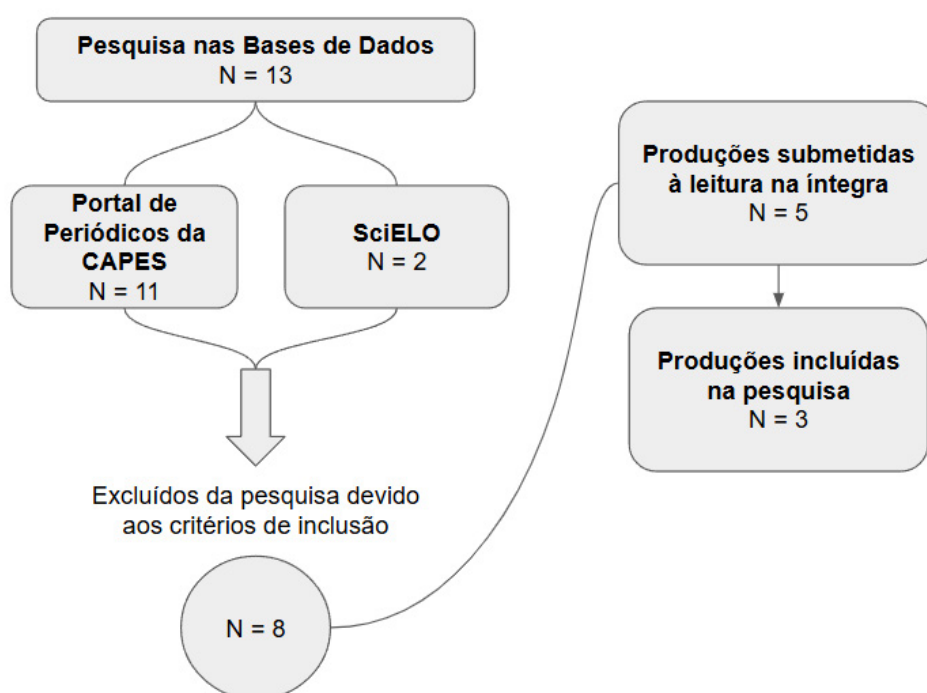 Pesquisa nas Bases de Dados
N = 13
Portal de
Periódicos da
CAPES
N = 11
SciELO
N = 2
Excluídos da pesquisa devido
aos critérios de inclusão
N = 8
Produções submetidas
à leitura na íntegra
N = 5
Produções incluídas
na pesquisa
N = 3